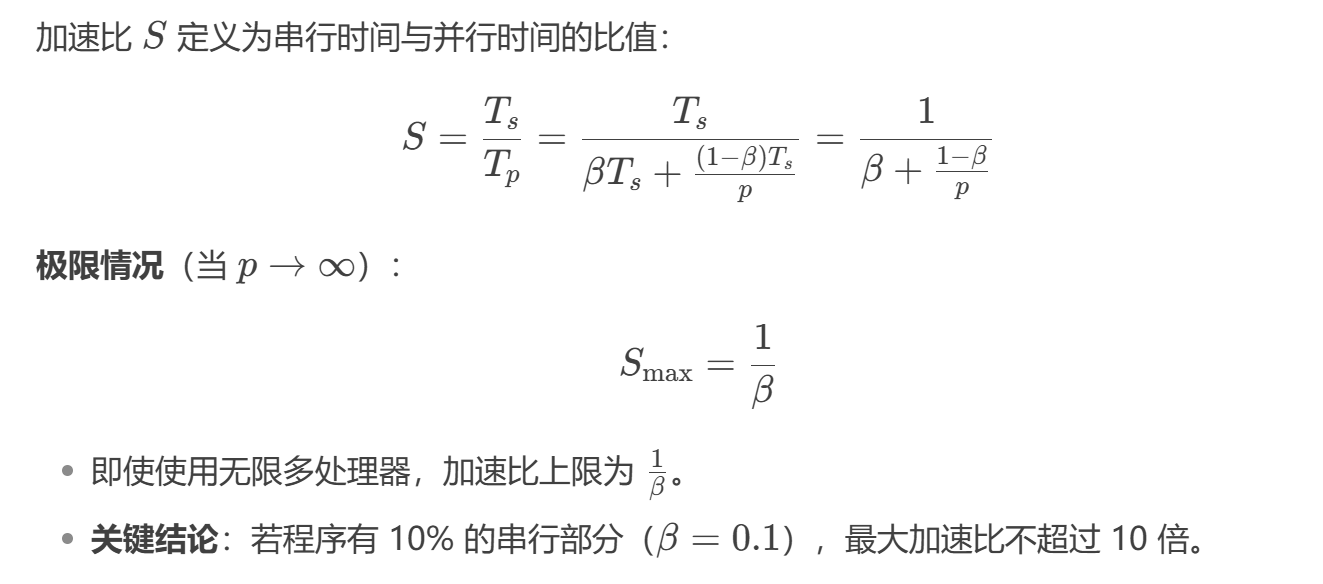 加速比 S 定义为串行时间与并行时间的比值：
S = \frac{T_s}{T_p} = \frac{T_s}{\beta T_s + \frac{(1-\beta)T_s}{p}} = \frac{1}{\beta + \frac{1-\beta}{p}}
极限情况（当 p → ∞）：
S_{\max} = \frac{1}{\beta}
• 即使使用无限多处理器，加速比上限为 \frac{1}{\beta}。
• 关键结论：若程序有 10% 的串行部分（β = 0.1），最大加速比不超过 10 倍。